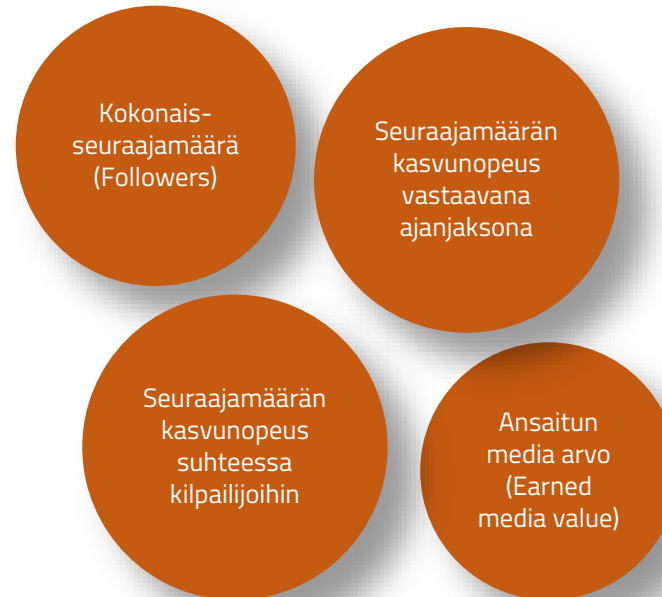 Kokonais-
seuraajamäärä
(Followers)
Seuraajamäärän
kasvunopeus
vastaavana
ajanjaksona
Seuraajamäärän
kasvunopeus
suhteessa
kilpailijoihin
Ansaitun
media arvo
(Earned
media value)